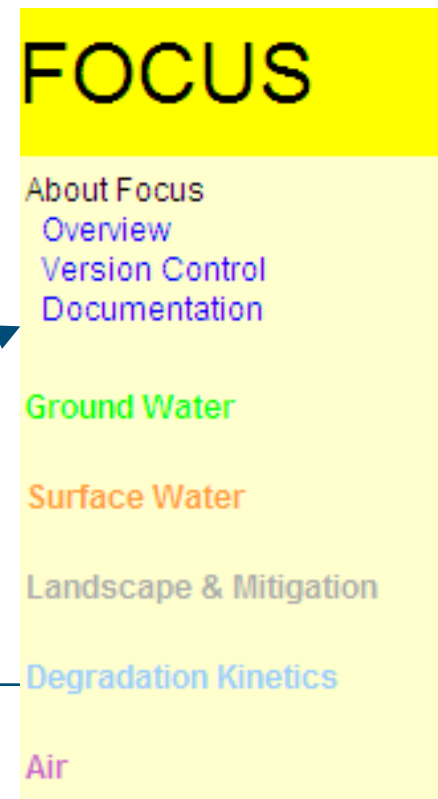 FOCUS
About Focus
Overview
Version Control
Documentation
Ground Water
Surface Water
Landscape & Mitigation
Degradation Kinetics
Air